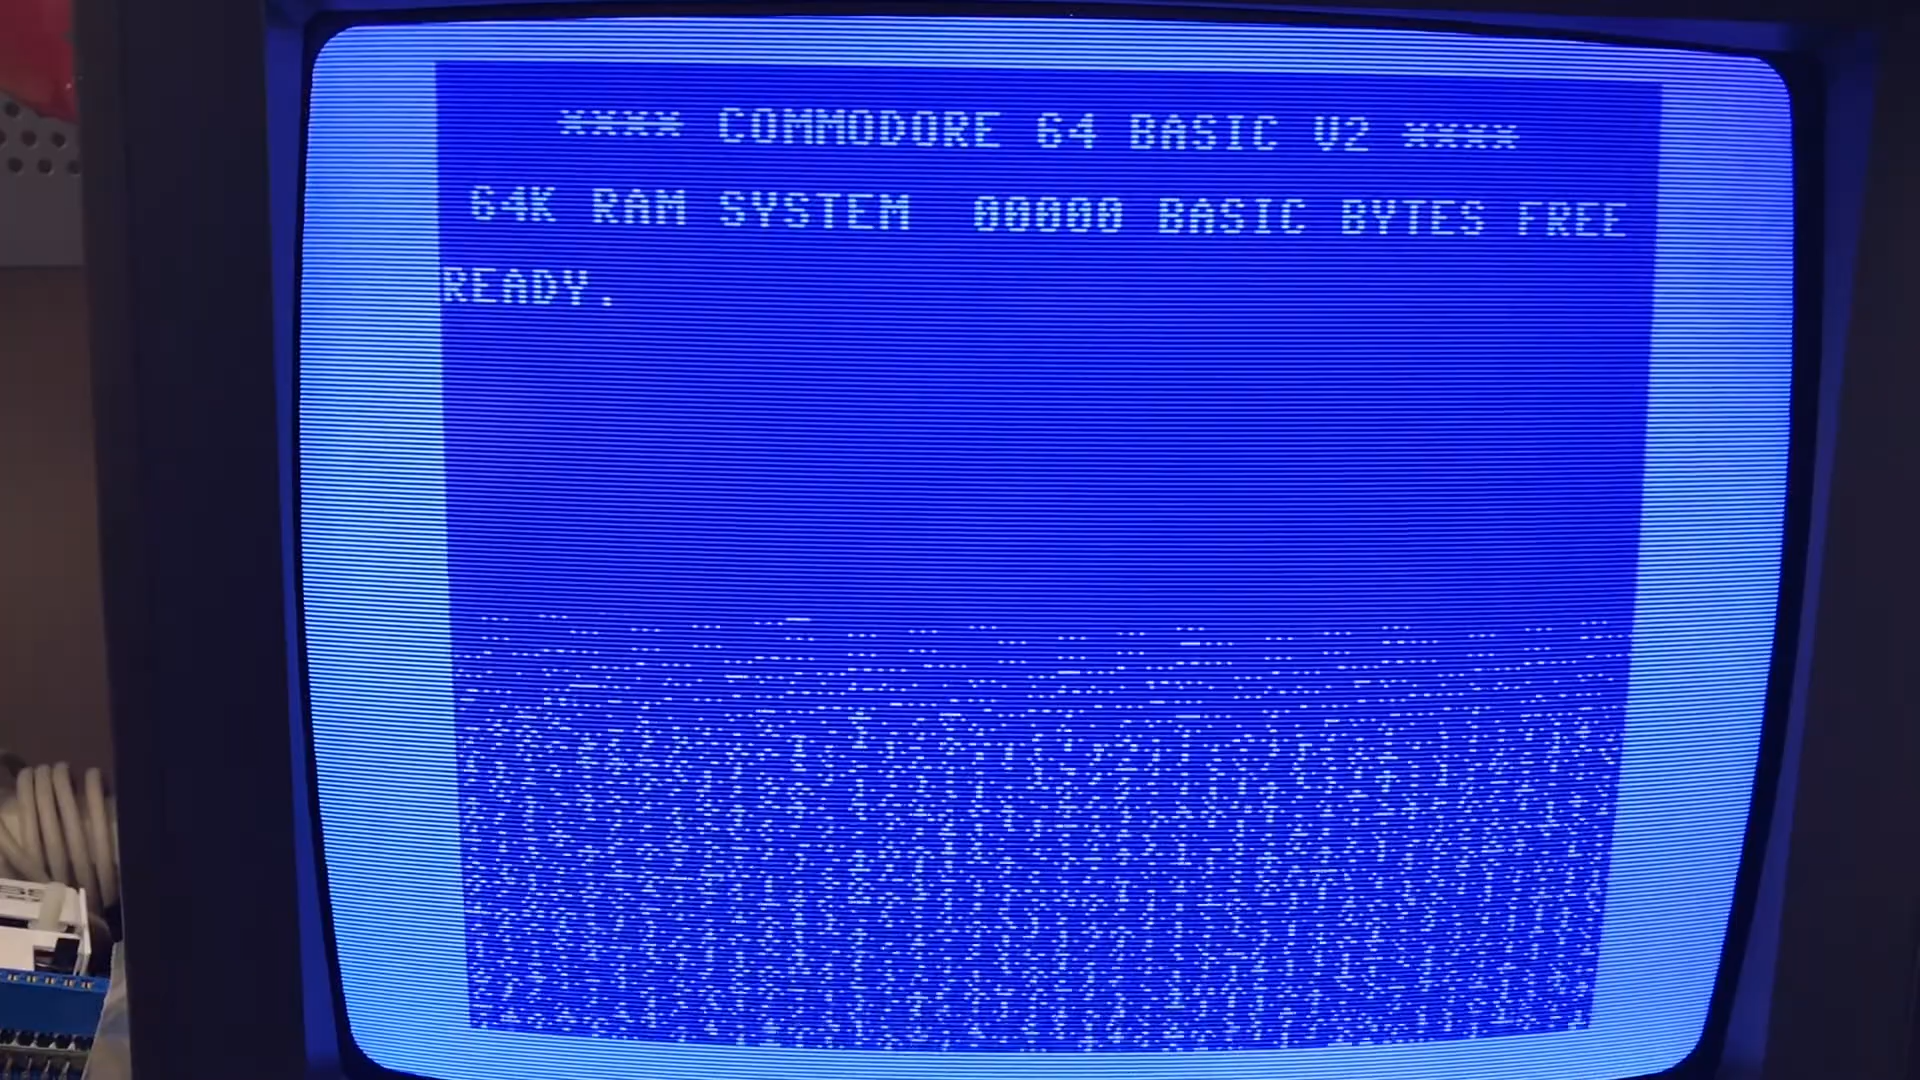 **** COMMODORE 64 BASIC V2 ****
64K RAM SYSTEM  00000 BASIC BYTES FREE
READY.